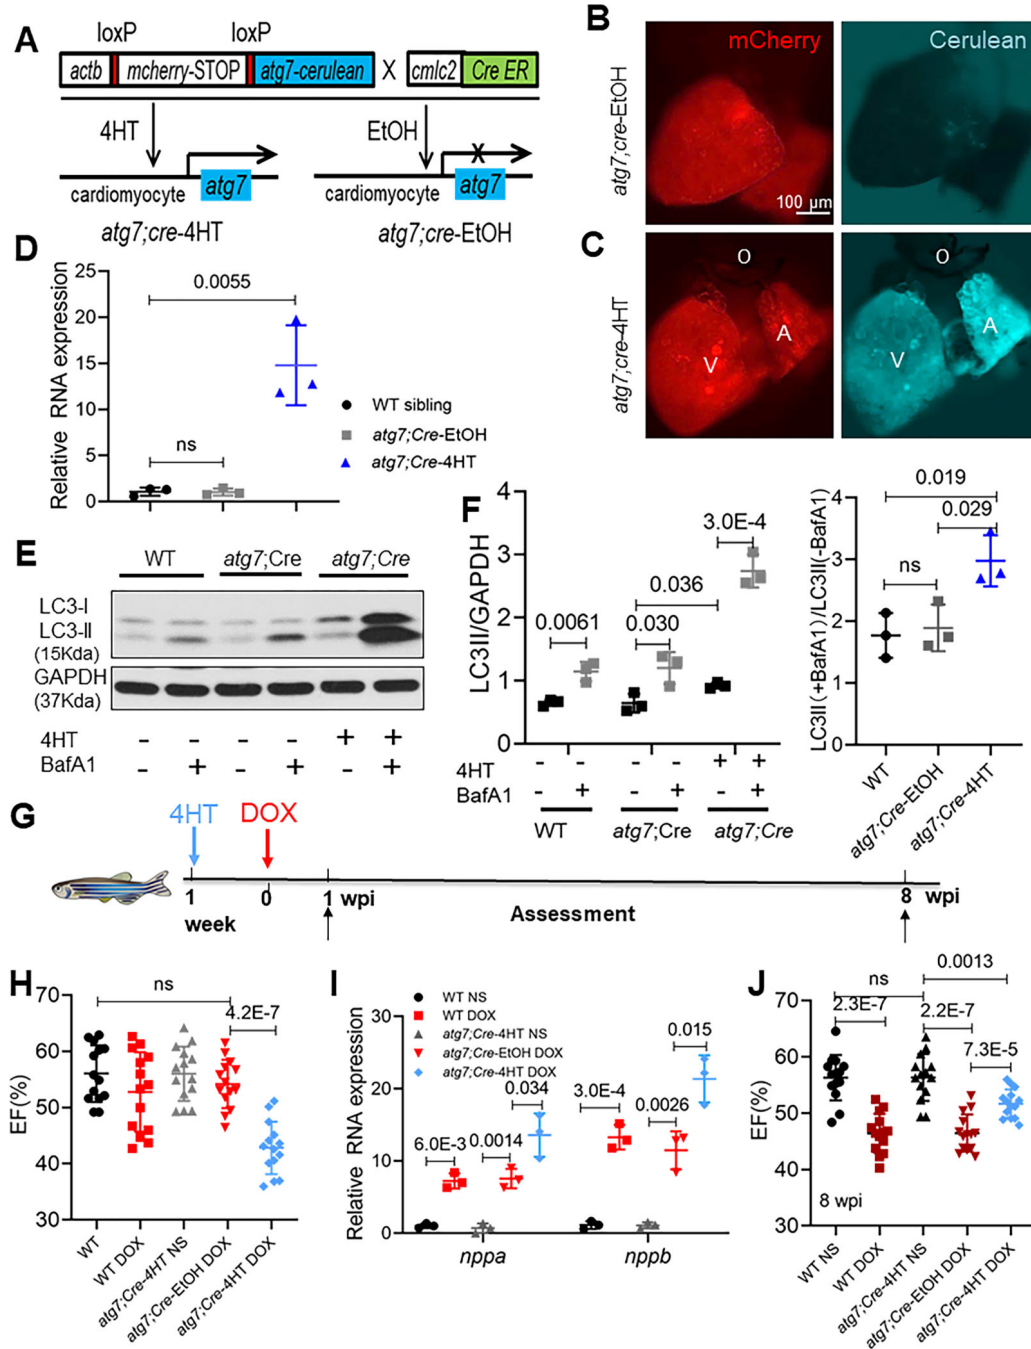 A
loxP loxP
actb mcherry-STOP atg7-cerulean X cmlc2 Cre ER
4HT EtOH
X
cardiomyocyte atg7 cardiomyocyte atg7
atg7;cre-4HT atg7;cre-EtOH
B
mCherry Cerulean
atg7;cre-EtOH
100 µm
C
atg7;cre-4HT
O O
V A V A
D
Relative RNA expression
25
20
15
10
5
0
0.0055
ns
WT sibling
atg7;Cre-EtOH
atg7;Cre-4HT
E
WT atg7;Cre atg7;Cre
LC3-I
LC3-II
(15Kda)
GAPDH
(37Kda)
4HT - - - - + +
BafA1 - + - + - +
F
LC3II/GAPDH
4
3
2
1
0
0.0061
0.030
0.036
3.0E-4
4HT - - - - + +
BafA1 - + - + - +
WT atg7;Cre atg7;Cre
LC3II(+BafA1)/LC3II(-BafA1)
4
3
2
1
0
0.019
0.029
ns
WT
atg7;Cre-EtOH
atg7;Cre-4HT
G
4HT DOX
1 0 1 wpi 8 wpi
week Assessment
H
EF(%)
70
60
50
40
30
ns
4.2E-7
WT
WT DOX
atg7;Cre-4HT NS
atg7;Cre-EtOH DOX
atg7;Cre-4HT DOX
I
Relative RNA expression
30
20
10
0
WT NS
WT DOX
atg7;Cre-4HT NS
atg7;Cre-EtOH DOX
atg7;Cre-4HT DOX
6.0E-3
0.0014
0.034
3.0E-4
0.0026
0.015
nppa nppb
J
EF(%)
70
60
50
40
30
ns
0.0013
2.3E-7
2.2E-7
7.3E-5
8 wpi
WT NS
WT DOX
atg7;Cre-4HT NS
atg7;Cre-EtOH DOX
atg7;Cre-4HT DOX